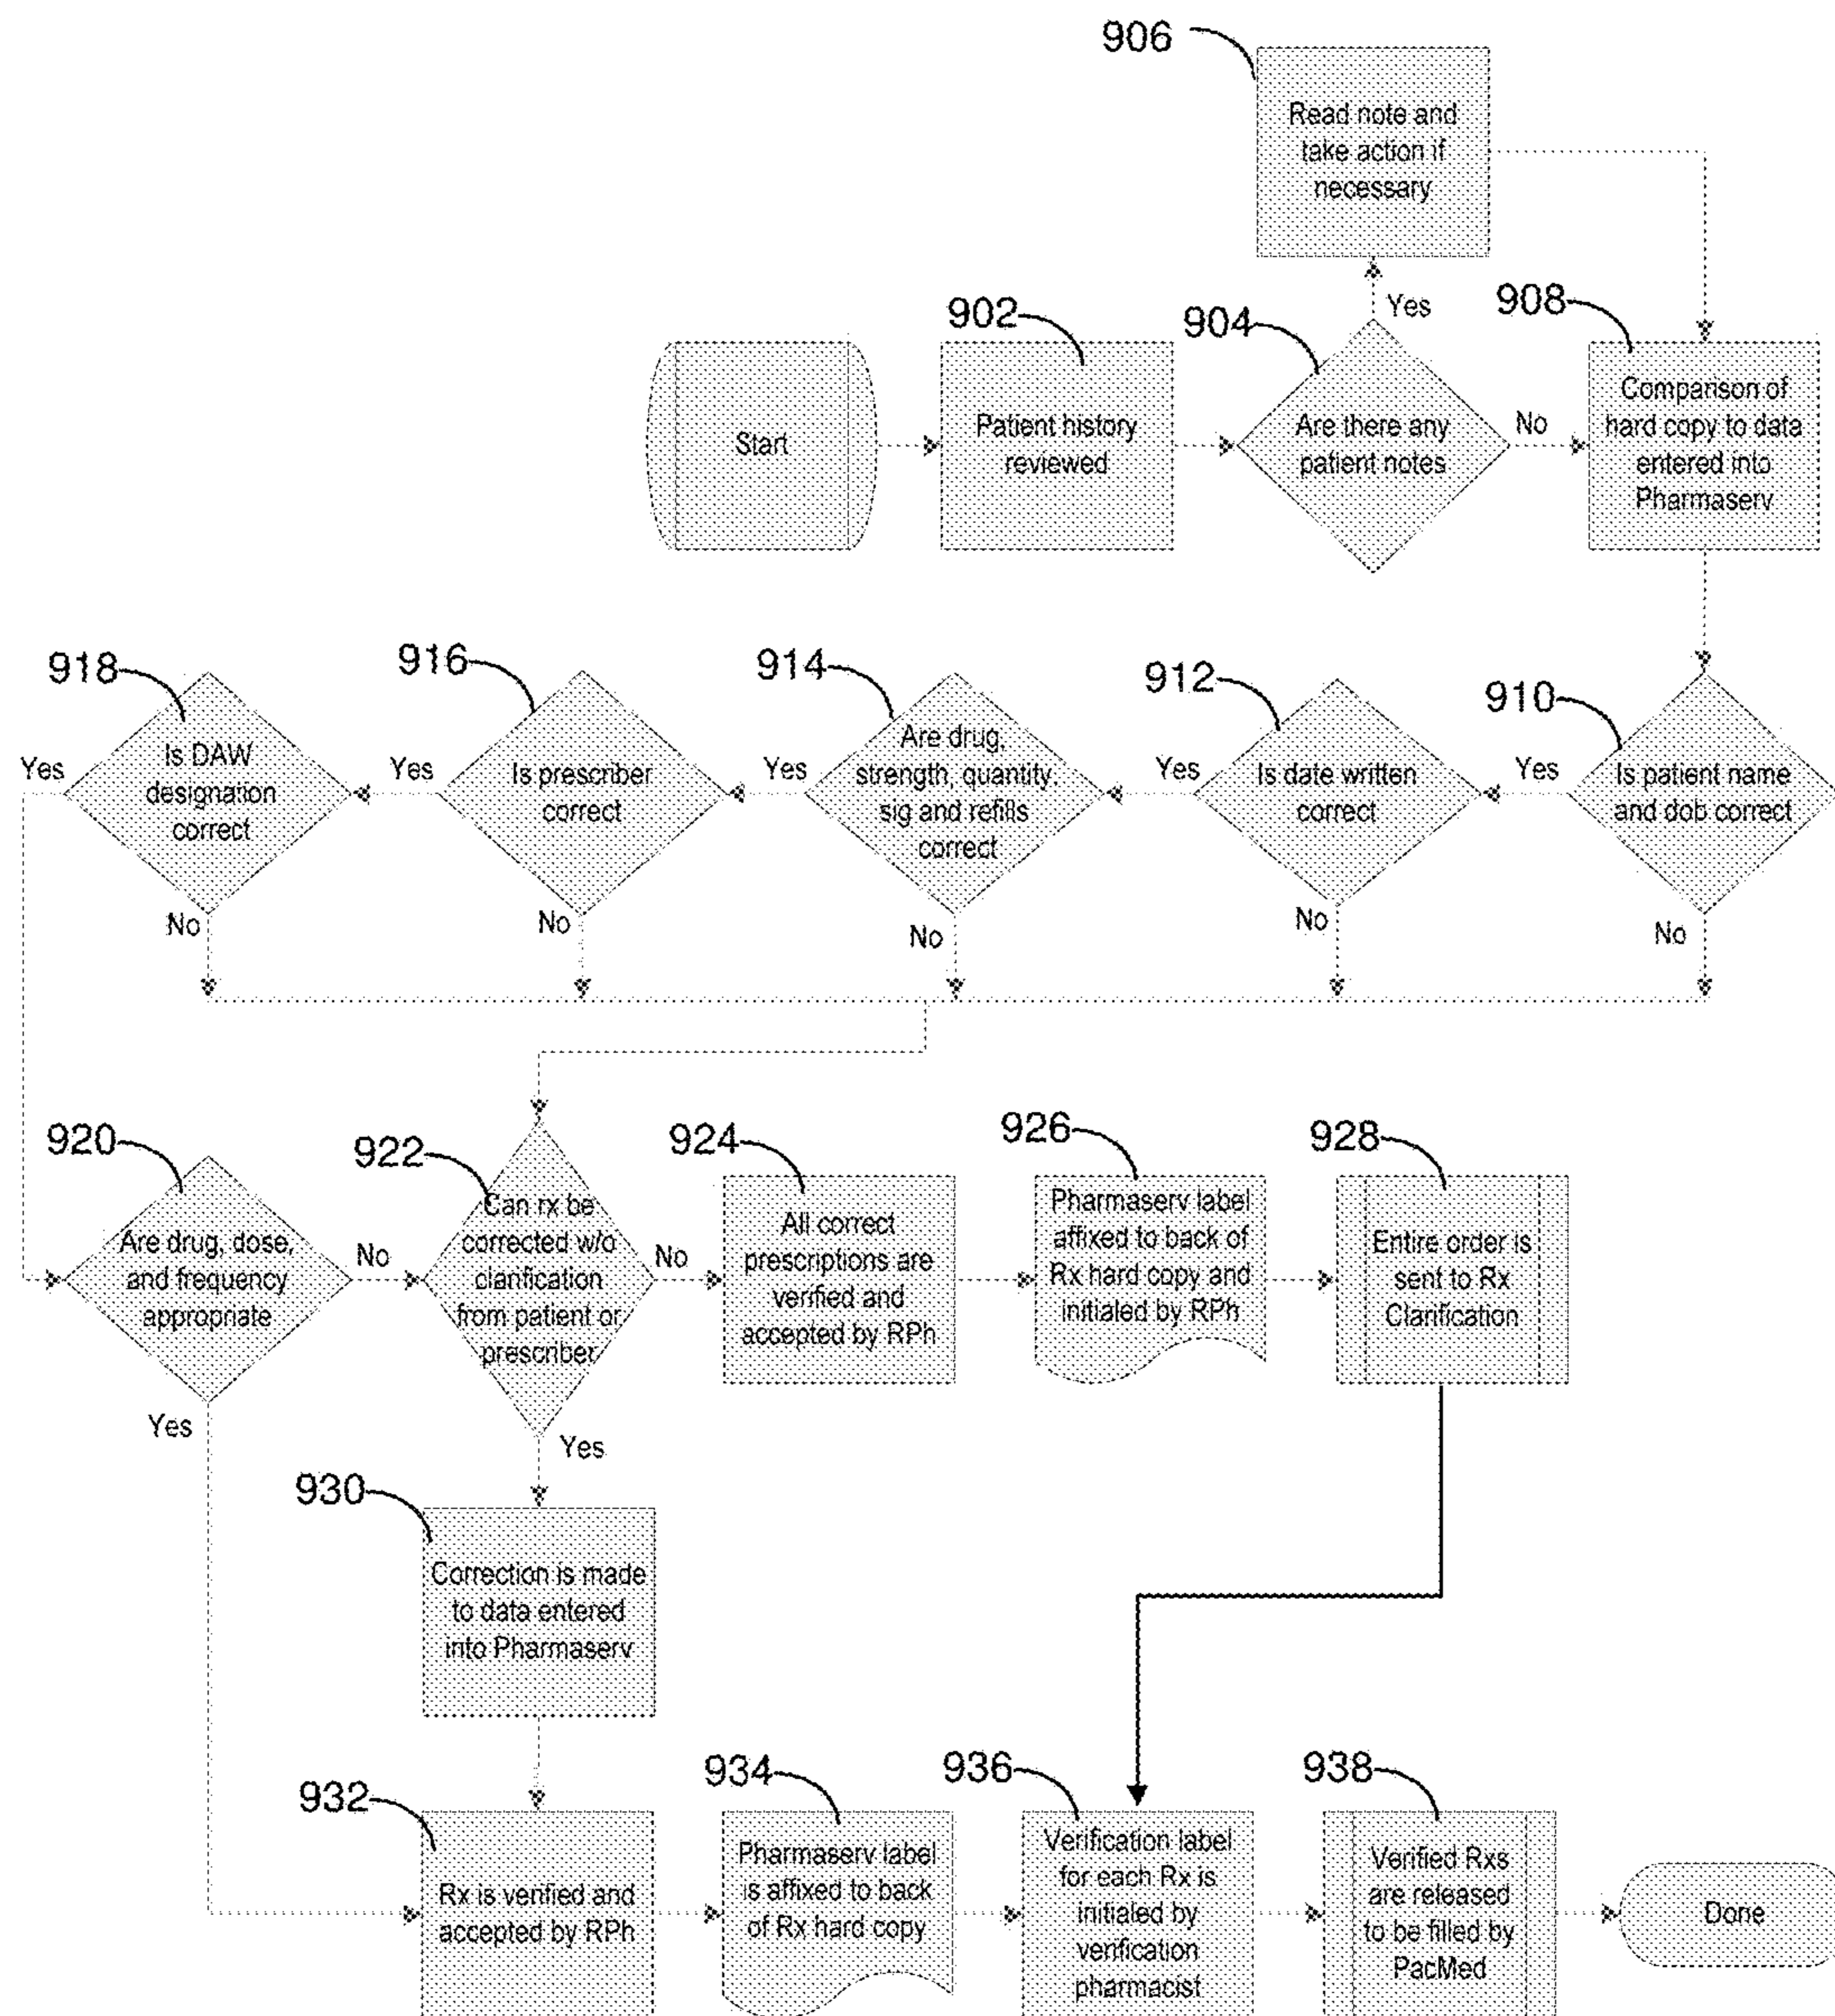 906
Read note and
take action if
necessary
Yes
902
904
908
Start
Patient history
reviewed
Are there any
patient notes
No
Comparison of
hard copy to data
entered into
Pharmaserv
918
916
914
912
910
Yes
Is DAW
designation
correct
Yes
Is prescriber
correct
Yes
Are drug,
strength, quantity,
sig and refills
correct
Yes
Is date written
correct
Yes
Is patient name
and dob correct
No
No
No
No
No
920
922
924
926
928
Are drug, dose,
and frequency
appropriate
No
Can rx be
corrected w/o
clarification
from patient or
prescriber
No
All correct
prescriptions are
verified and
accepted by RPh
Pharmaserv label
affixed to back of
Rx hard copy and
initialed by RPh
Entire order is
sent to Rx
Clarification
Yes
Yes
930
Correction is made
to data entered
into Pharmaserv
932
934
936
938
Rx is verified and
accepted by RPh
Pharmaserv label
is affixed to back
of Rx hard copy
Verification label
for each Rx is
initialed by
verification
pharmacist
Verified Rxs
are released
to be filled by
PacMed
Done